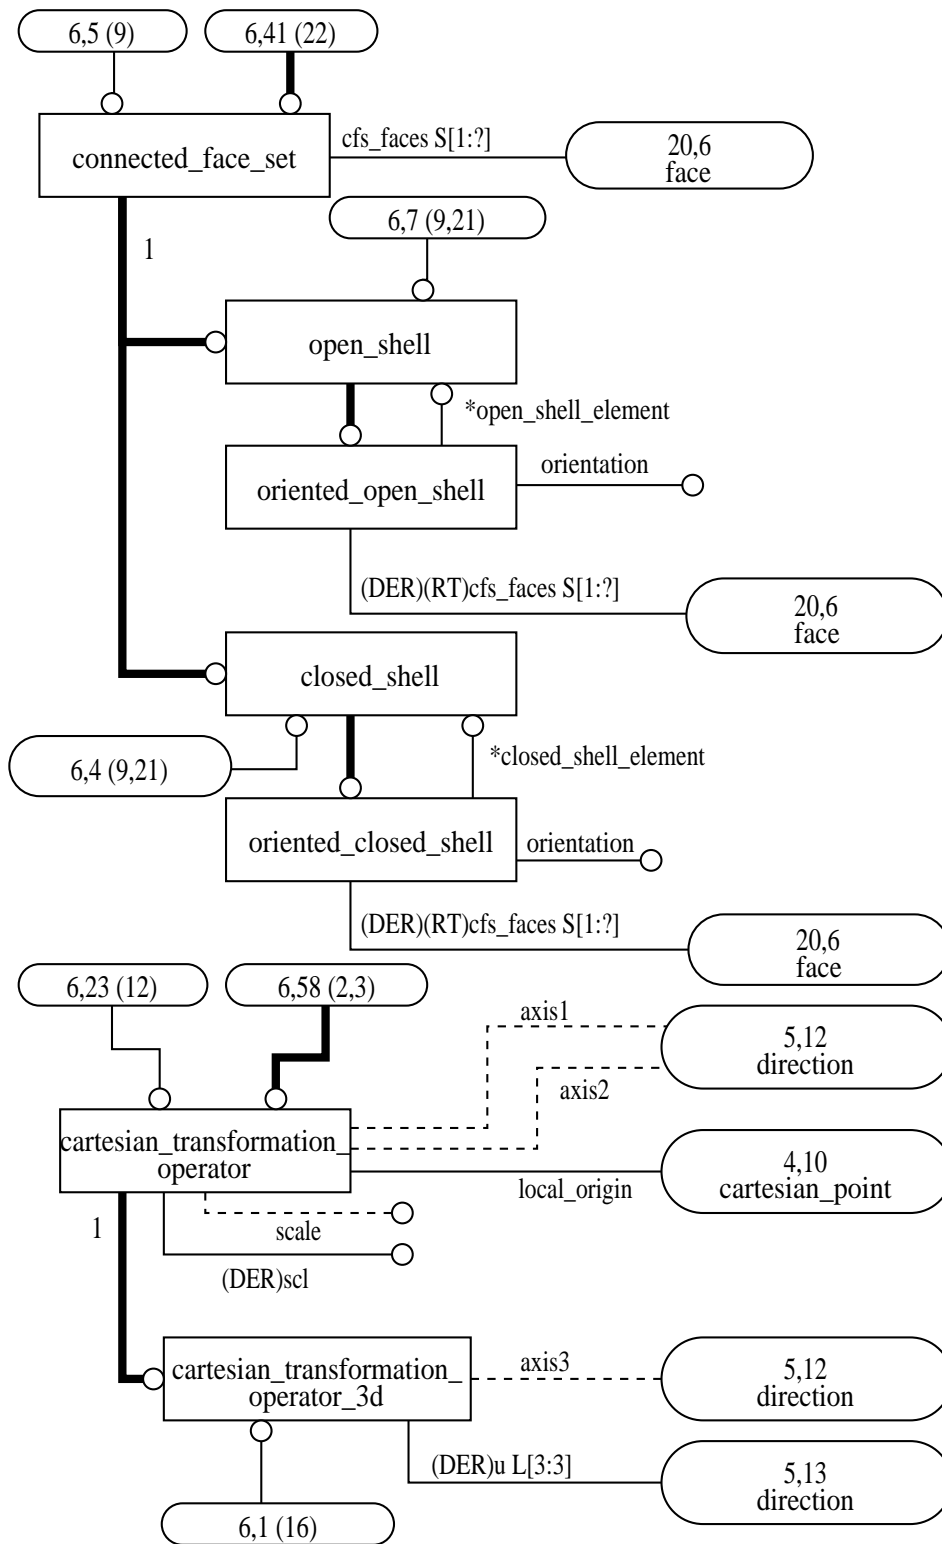 6,5 (9)
6,41 (22)
connected_face_set
cfs_faces S[1:?]
20,6
face
1
6,7 (9,21)
open_shell
*open_shell_element
oriented_open_shell
orientation
(DER)(RT)cfs_faces S[1:?]
20,6
face
closed_shell
6,4 (9,21)
*closed_shell_element
oriented_closed_shell
orientation
(DER)(RT)cfs_faces S[1:?]
20,6
face
6,23 (12)
6,58 (2,3)
axis1
5,12
direction
axis2
cartesian_transformation_
operator
local_origin
4,10
cartesian_point
1
scale
(DER)scl
cartesian_transformation_
operator_3d
axis3
5,12
direction
(DER)u L[3:3]
5,13
direction
6,1 (16)